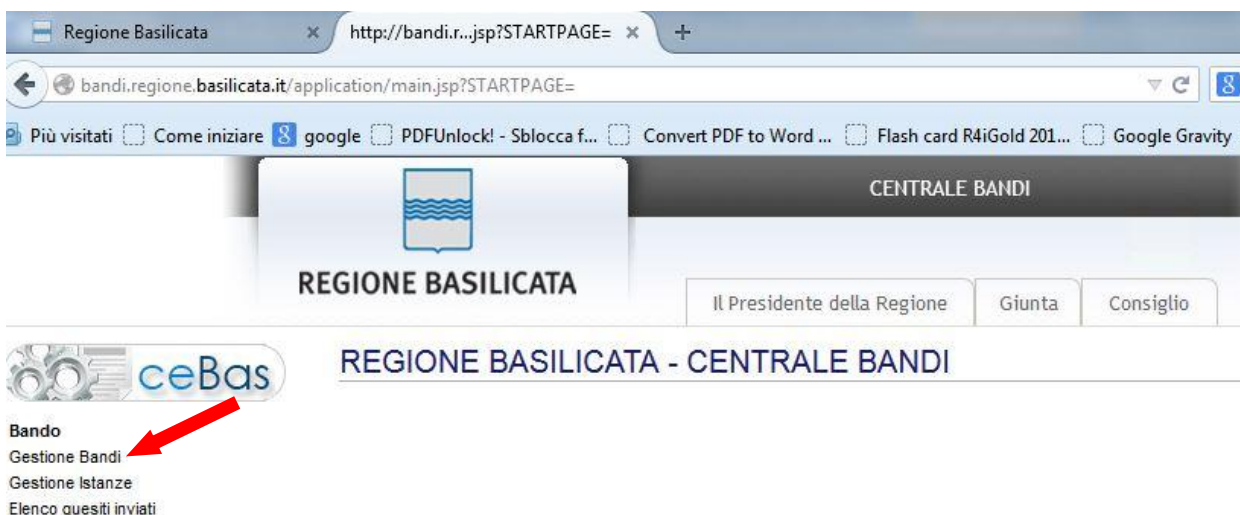 Regione Basilicata
http://bandi.r...jsp?STARTPAGE=
bandi.regione.basilicata.it/application/main.jsp?STARTPAGE=
Più visitati Come iniziare google PDFUnlock! - Sblocca f... Convert PDF to Word ... Flash card R4iGold 201... Google Gravity
CENTRALE BANDI
REGIONE BASILICATA
Il Presidente della Regione Giunta Consiglio
ceBas
REGIONE BASILICATA - CENTRALE BANDI
Bando
Gestione Bandi
Gestione Istanze
Elenco quesiti inviati